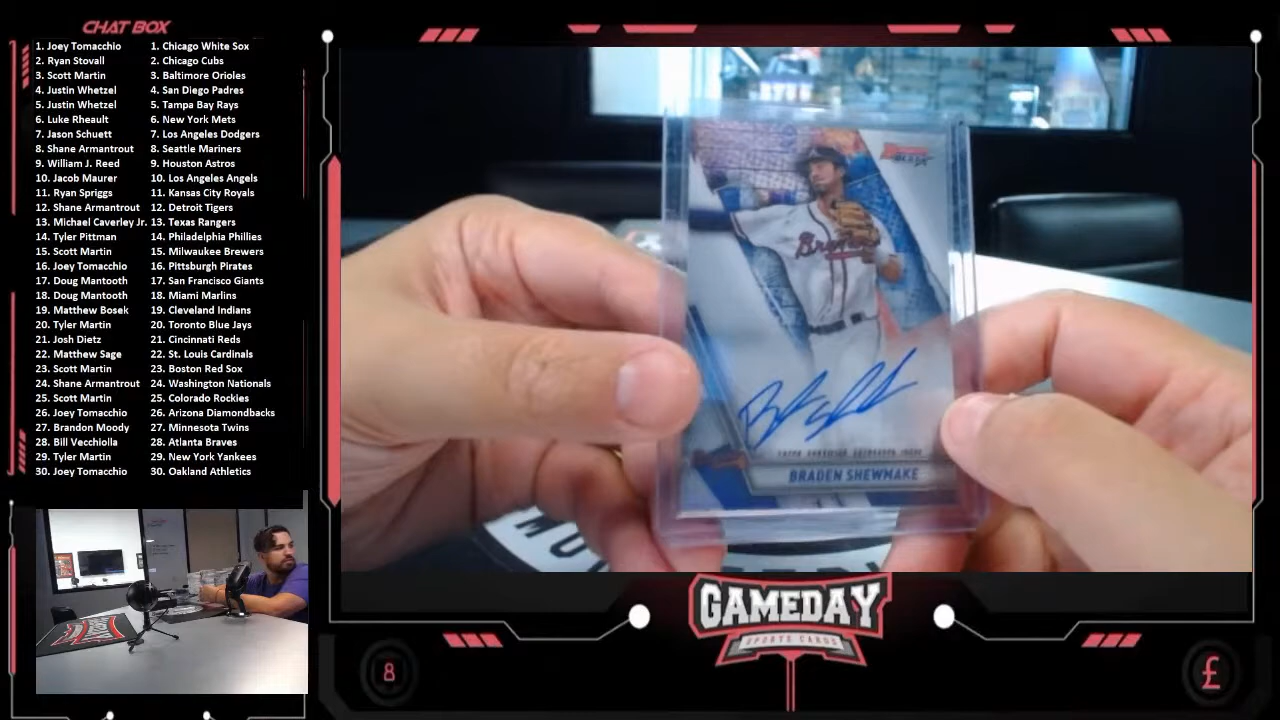 CHAT BOX
1. Joey Tomacchio 1. Chicago White Sox
2. Ryan Stovall 2. Chicago Cubs
3. Scott Martin 3. Baltimore Orioles
4. Justin Whetzel 4. San Diego Padres
5. Justin Whetzel 5. Tampa Bay Rays
6. Luke Rheault 6. New York Mets
7. Jason Schuett 7. Los Angeles Dodgers
8. Shane Armantrout 8. Seattle Mariners
9. William J. Reed 9. Houston Astros
10. Jacob Maurer 10. Los Angeles Angels
11. Ryan Spriggs 11. Kansas City Royals
12. Shane Armantrout 12. Detroit Tigers
13. Michael Caverley Jr. 13. Texas Rangers
14. Tyler Pittman 14. Philadelphia Phillies
15. Scott Martin 15. Milwaukee Brewers
16. Joey Tomacchio 16. Pittsburgh Pirates
17. Doug Mantooth 17. San Francisco Giants
18. Doug Mantooth 18. Miami Marlins
19. Matthew Bosek 19. Cleveland Indians
20. Tyler Martin 20. Toronto Blue Jays
21. Josh Dietz 21. Cincinnati Reds
22. Matthew Sage 22. St. Louis Cardinals
23. Scott Martin 23. Boston Red Sox
24. Shane Armantrout 24. Washington Nationals
25. Scott Martin 25. Colorado Rockies
26. Joey Tomacchio 26. Arizona Diamondbacks
27. Brandon Moody 27. Minnesota Twins
28. Bill Vecchiolla 28. Atlanta Braves
29. Tyler Martin 29. New York Yankees
30. Joey Tomacchio 30. Oakland Athletics
Braves
BRADEN SHEWMAKE
GAMEDAY
SPORTS CARDS
8
£